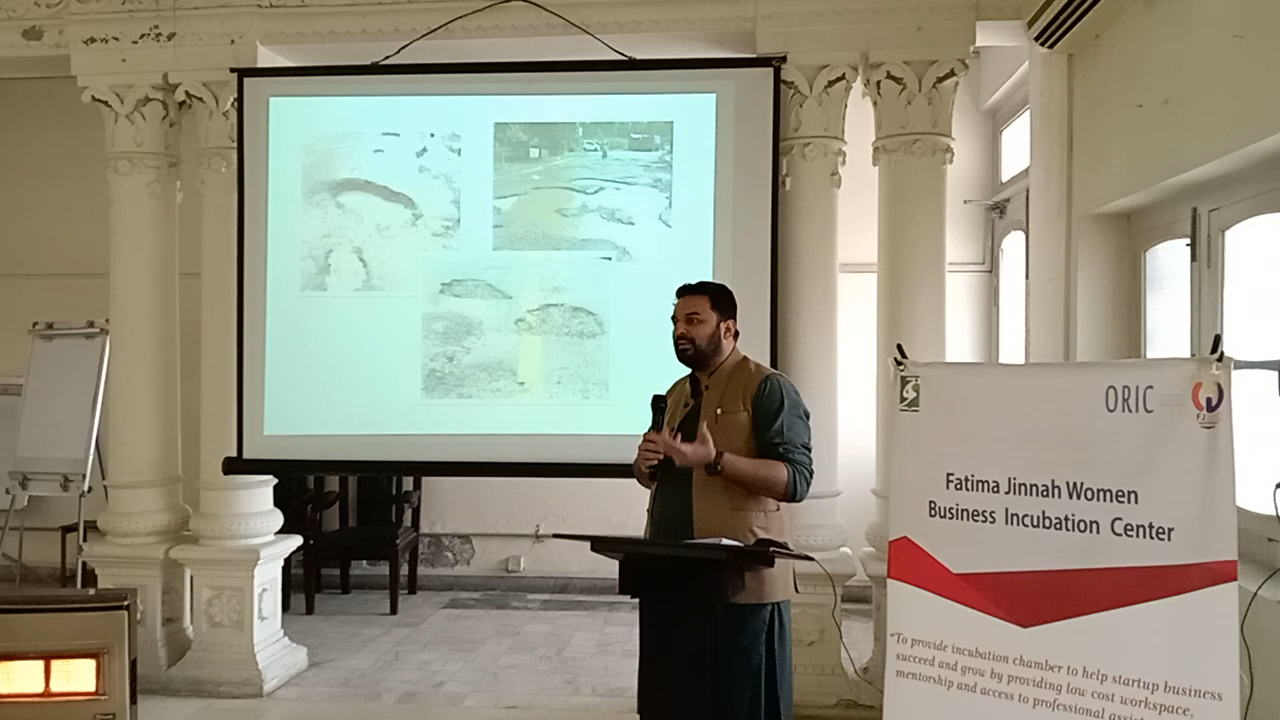 ORIC
FJ
Fatima Jinnah Women
Business Incubation Center
"To provide incubation chamber to help startup business
succeed and grow by providing low cost workspace,
mentorship and access to professional